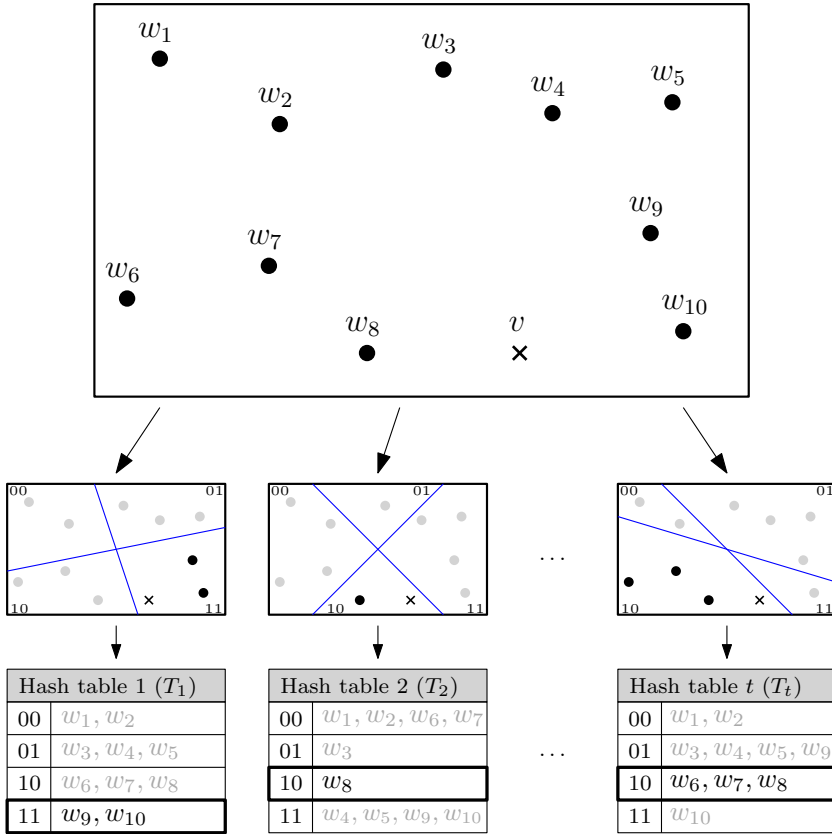 w₁
w₃
w₂
w₄
w₅
w₉
w₇
w₆
w₈
v
w₁₀
00 01
01
00 01
...
10 11
10 11
10 11
Hash table 1 (T₁)
00 w₁, w₂
01 w₃, w₄, w₅
10 w₆, w₇, w₈
11 w₉, w₁₀
Hash table 2 (T₂)
00 w₁, w₂, w₆, w₇
01 w₃
10 w₈
11 w₄, w₅, w₉, w₁₀
...
Hash table t (Tₜ)
00 w₁, w₂
01 w₃, w₄, w₅, w₉
10 w₆, w₇, w₈
11 w₁₀